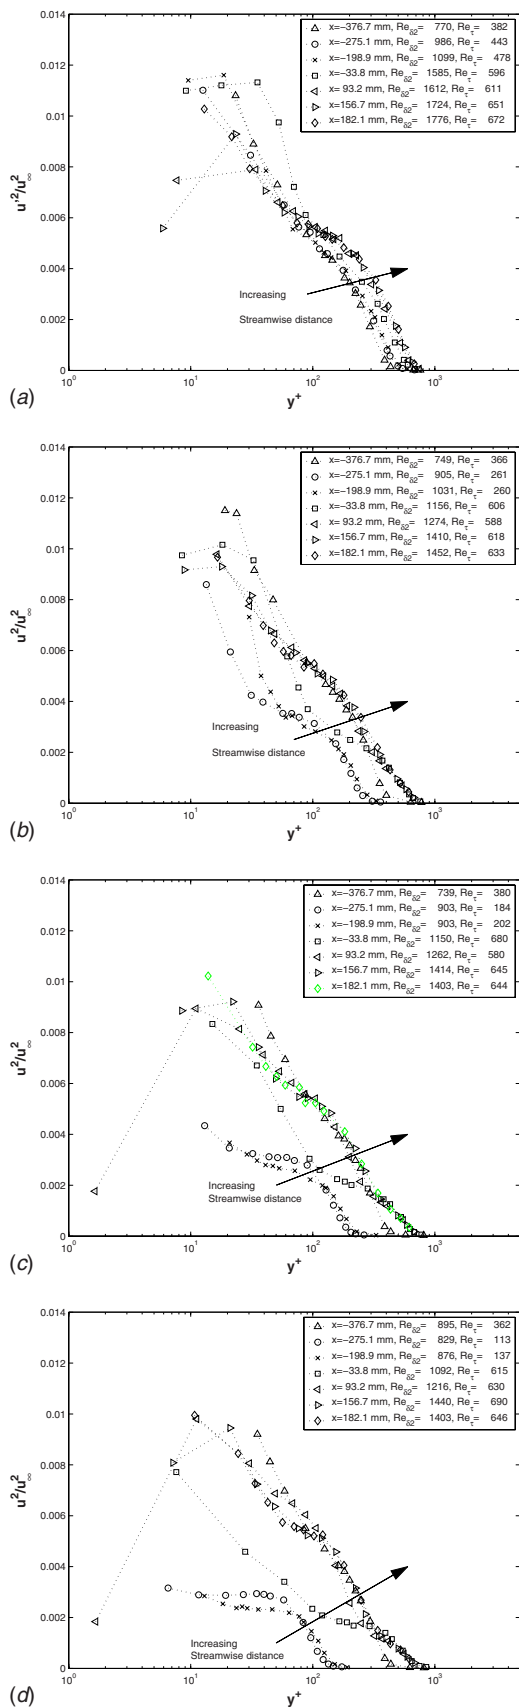 0.014
x=−376.7 mm, Reδ2= 770, Reτ= 382
x=−275.1 mm, Reδ2= 986, Reτ= 443
x=−198.9 mm, Reδ2= 1099, Reτ= 478
x=−33.8 mm, Reδ2= 1585, Reτ= 596
x= 93.2 mm, Reδ2= 1612, Reτ= 611
x=156.7 mm, Reδ2= 1724, Reτ= 651
x=182.1 mm, Reδ2= 1776, Reτ= 672
0.012
0.01
0.008
0.006
0.004
0.002
0
u'²/u∞²
Increasing
Streamwise distance
10⁰ 10¹ 10² 10³
y⁺
(a)
0.014
x=−376.7 mm, Reδ2= 749, Reτ= 366
x=−275.1 mm, Reδ2= 905, Reτ= 261
x=−198.9 mm, Reδ2= 1031, Reτ= 260
x=−33.8 mm, Reδ2= 1156, Reτ= 606
x= 93.2 mm, Reδ2= 1274, Reτ= 588
x=156.7 mm, Reδ2= 1410, Reτ= 618
x=182.1 mm, Reδ2= 1452, Reτ= 633
0.012
0.01
0.008
0.006
0.004
0.002
0
u²/u∞²
Increasing
Streamwise distance
10⁰ 10¹ 10² 10³
y⁺
(b)
0.014
x=−376.7 mm, Reδ2= 739, Reτ= 380
x=−275.1 mm, Reδ2= 903, Reτ= 184
x=−198.9 mm, Reδ2= 903, Reτ= 202
x=−33.8 mm, Reδ2= 1150, Reτ= 680
x= 93.2 mm, Reδ2= 1262, Reτ= 580
x=156.7 mm, Reδ2= 1414, Reτ= 645
x=182.1 mm, Reδ2= 1403, Reτ= 644
0.012
0.01
0.008
0.006
0.004
0.002
0
u²/u∞²
Increasing
Streamwise distance
10⁰ 10¹ 10² 10³
y⁺
(c)
0.014
x=−376.7 mm, Reδ2= 895, Reτ= 362
x=−275.1 mm, Reδ2= 829, Reτ= 113
x=−198.9 mm, Reδ2= 876, Reτ= 137
x=−33.8 mm, Reδ2= 1092, Reτ= 615
x= 93.2 mm, Reδ2= 1216, Reτ= 630
x=156.7 mm, Reδ2= 1440, Reτ= 690
x=182.1 mm, Reδ2= 1403, Reτ= 646
0.012
0.01
0.008
0.006
0.004
0.002
0
u²/u∞²
Increasing
Streamwise distance
10⁰ 10¹ 10² 10³
y⁺
(d)